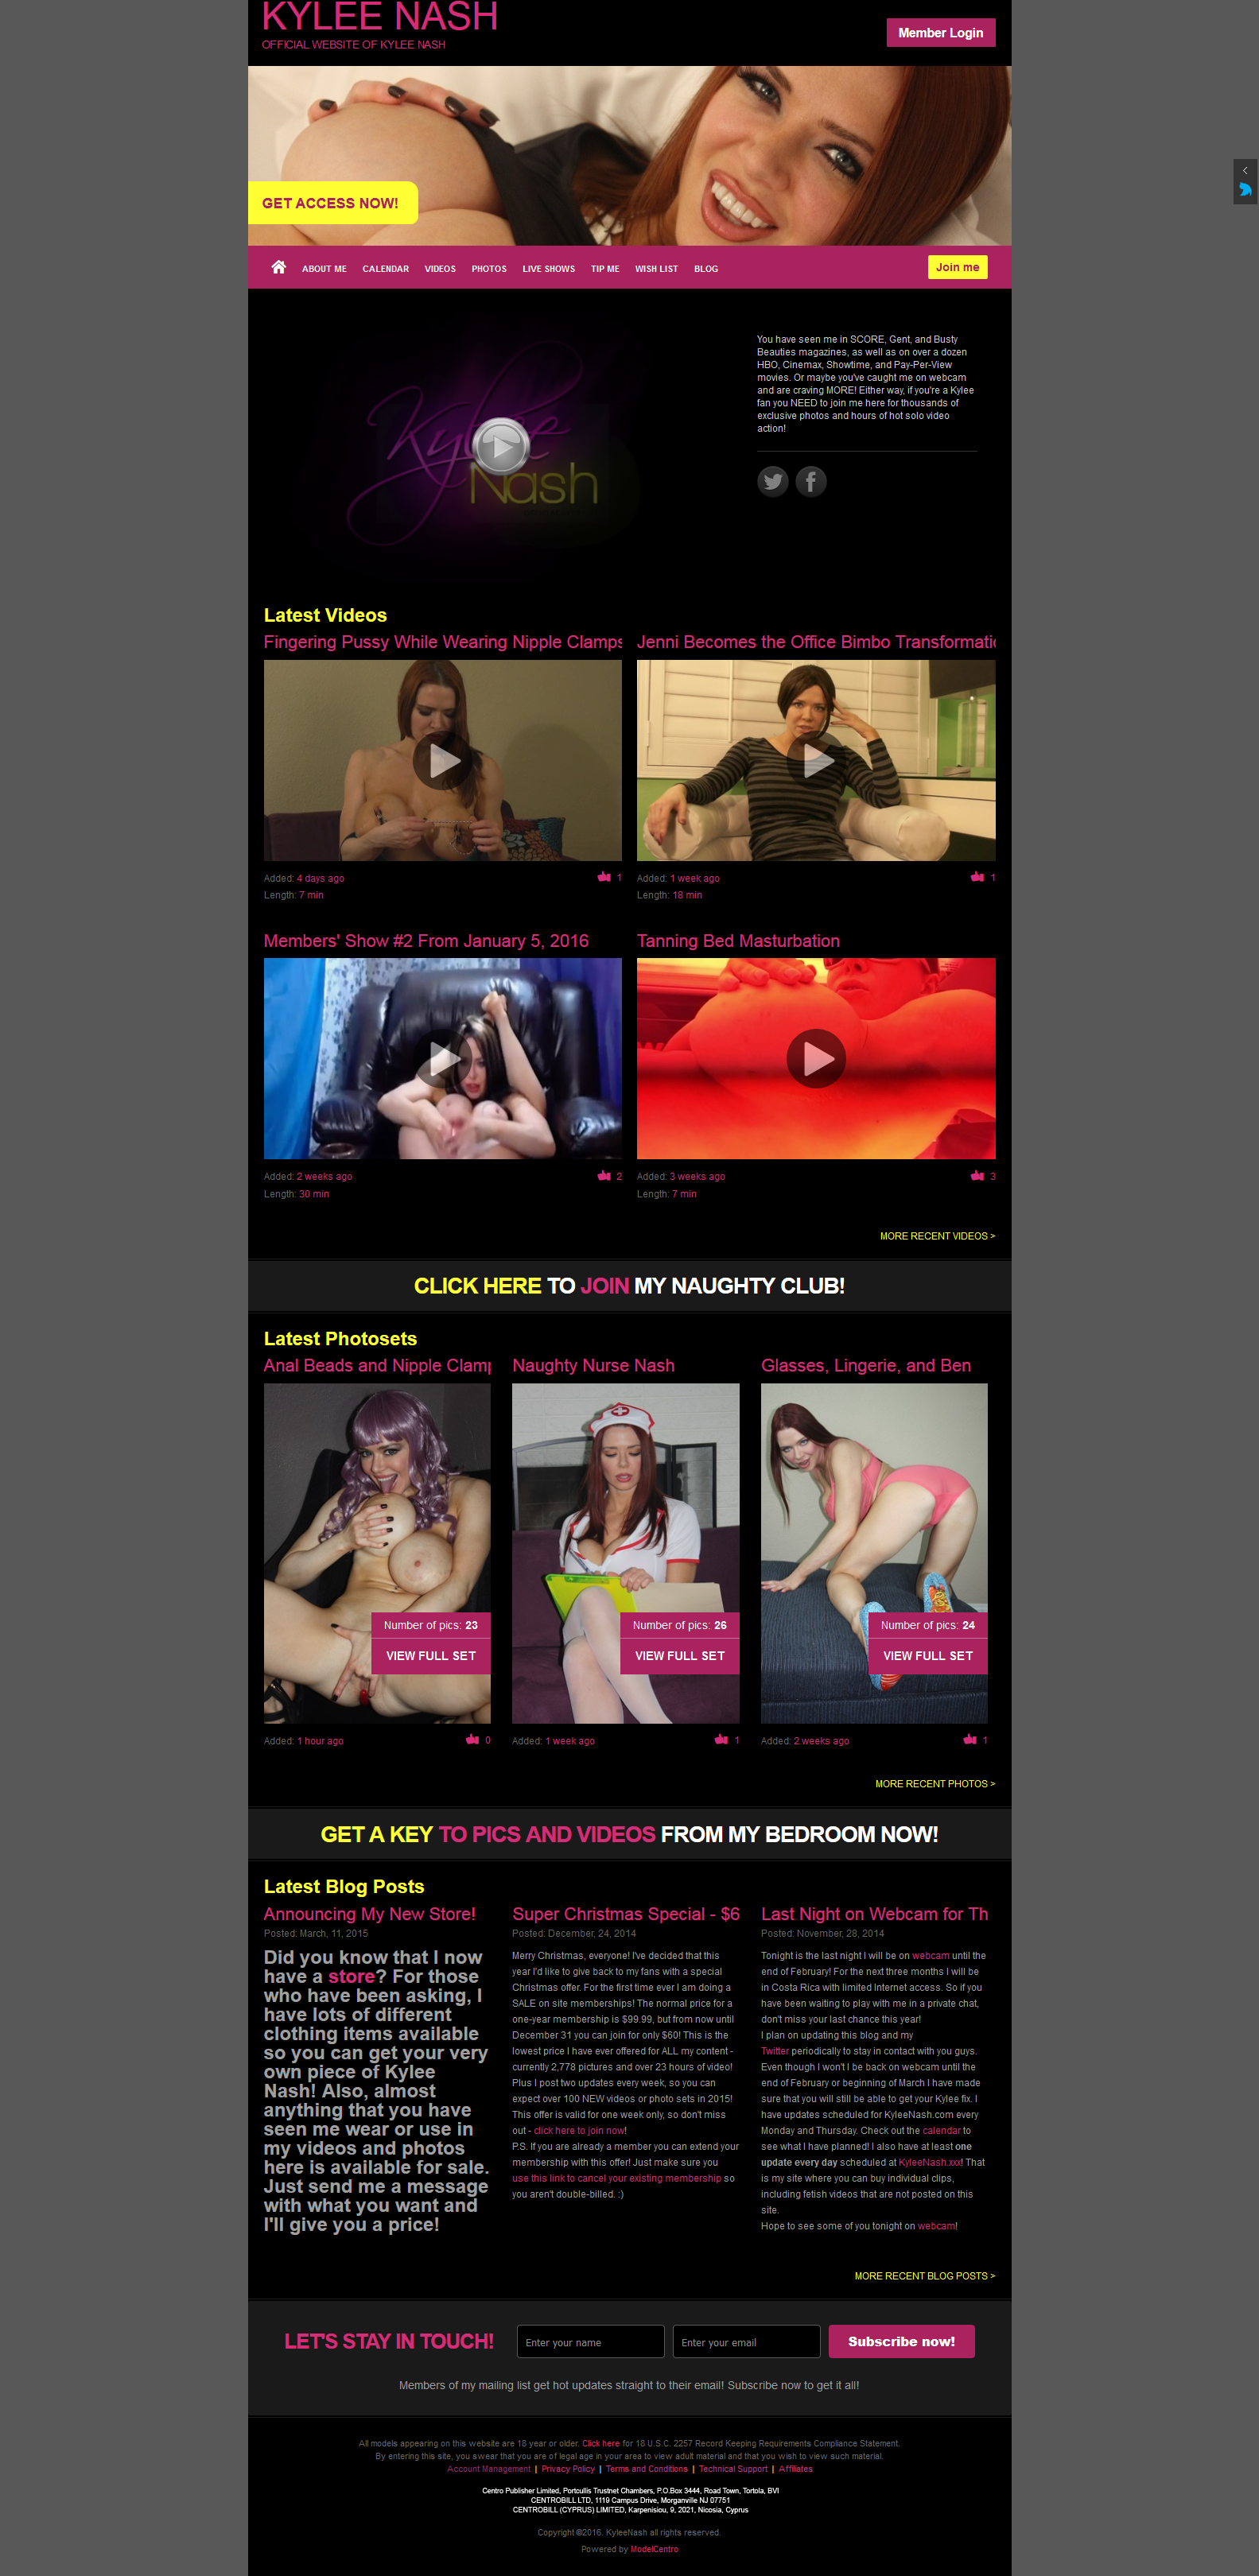 KYLEE NASH
OFFICIAL WEBSITE OF KYLEE NASH
Member Login
GET ACCESS NOW!
ABOUT ME
CALENDAR
VIDEOS
PHOTOS
LIVE SHOWS
TIP ME
WISH LIST
BLOG
Join me
Kylee
Nash
You have seen me in SCORE, Gent, and Busty
Beauties magazines, as well as on over a dozen
HBO, Cinemax, Showtime, and Pay-Per-View
movies. Or maybe you've caught me on webcam
and are craving MORE! Either way, if you're a Kylee
fan you NEED to join me here for thousands of
exclusive photos and hours of hot solo video
action!
Latest Videos
Fingering Pussy While Wearing Nipple Clamps
Added: 4 days ago
1
Length: 7 min
Jenni Becomes the Office Bimbo Transformatio
Added: 1 week ago
1
Length: 18 min
Members' Show #2 From January 5, 2016
Added: 2 weeks ago
2
Length: 30 min
Tanning Bed Masturbation
Added: 3 weeks ago
3
Length: 7 min
MORE RECENT VIDEOS >
CLICK HERE TO JOIN MY NAUGHTY CLUB!
Latest Photosets
Anal Beads and Nipple Clamp
Number of pics: 23
VIEW FULL SET
Added: 1 hour ago
0
Naughty Nurse Nash
Number of pics: 26
VIEW FULL SET
Added: 1 week ago
1
Glasses, Lingerie, and Ben
Number of pics: 24
VIEW FULL SET
Added: 2 weeks ago
1
MORE RECENT PHOTOS >
GET A KEY TO PICS AND VIDEOS FROM MY BEDROOM NOW!
Latest Blog Posts
Announcing My New Store!
Posted: March, 11, 2015
Did you know that I now
have a store? For those
who have been asking, I
have lots of different
clothing items available
so you can get your very
own piece of Kylee
Nash! Also, almost
anything that you have
seen me wear or use in
my videos and photos
here is available for sale.
Just send me a message
with what you want and
I'll give you a price!
Super Christmas Special - $6
Posted: December, 24, 2014
Merry Christmas, everyone! I've decided that this
year I'd like to give back to my fans with a special
Christmas offer. For the first time ever I am doing a
SALE on site memberships! The normal price for a
one-year membership is $99.99, but from now until
December 31 you can join for only $60! This is the
lowest price I have ever offered for ALL my content -
currently 2,778 pictures and over 23 hours of video!
Plus I post two updates every week, so you can
expect over 100 NEW videos or photo sets in 2015!
This offer is valid for one week only, so don't miss
out - click here to join now!
P.S. If you are already a member you can extend your
membership with this offer! Just make sure you
use this link to cancel your existing membership so
you aren't double-billed. :)
Last Night on Webcam for Th
Posted: November, 28, 2014
Tonight is the last night I will be on webcam until the
end of February! For the next three months I will be
in Costa Rica with limited Internet access. So if you
have been waiting to play with me in a private chat,
don't miss your last chance this year!
I plan on updating this blog and my
Twitter periodically to stay in contact with you guys.
Even though I won't I be back on webcam until the
end of February or beginning of March I have made
sure that you will still be able to get your Kylee fix. I
have updates scheduled for KyleeNash.com every
Monday and Thursday. Check out the calendar to
see what I have planned! I also have at least one
update every day scheduled at KyleeNash.xxx! That
is my site where you can buy individual clips,
including fetish videos that are not posted on this
site.
Hope to see some of you tonight on webcam!
MORE RECENT BLOG POSTS >
LET'S STAY IN TOUCH!
Enter your name
Enter your email
Subscribe now!
Members of my mailing list get hot updates straight to their email! Subscribe now to get it all!
All models appearing on this website are 18 year or older. Click here for 18 U.S.C. 2257 Record Keeping Requirements Compliance Statement.
By entering this site, you swear that you are of legal age in your area to view adult material and that you wish to view such material.
Account Management | Privacy Policy | Terms and Conditions | Technical Support | Affiliates
Centro Publisher Limited, Portcullis Trustnet Chambers, P.O.Box 3444, Road Town, Tortola, BVI
CENTROBILL LTD, 1119 Campus Drive, Morganville NJ 07751
CENTROBILL (CYPRUS) LIMITED, Karpenisiou, 9, 2021, Nicosia, Cyprus
Copyright ©2016. KyleeNash all rights reserved.
Powered by ModelCentro